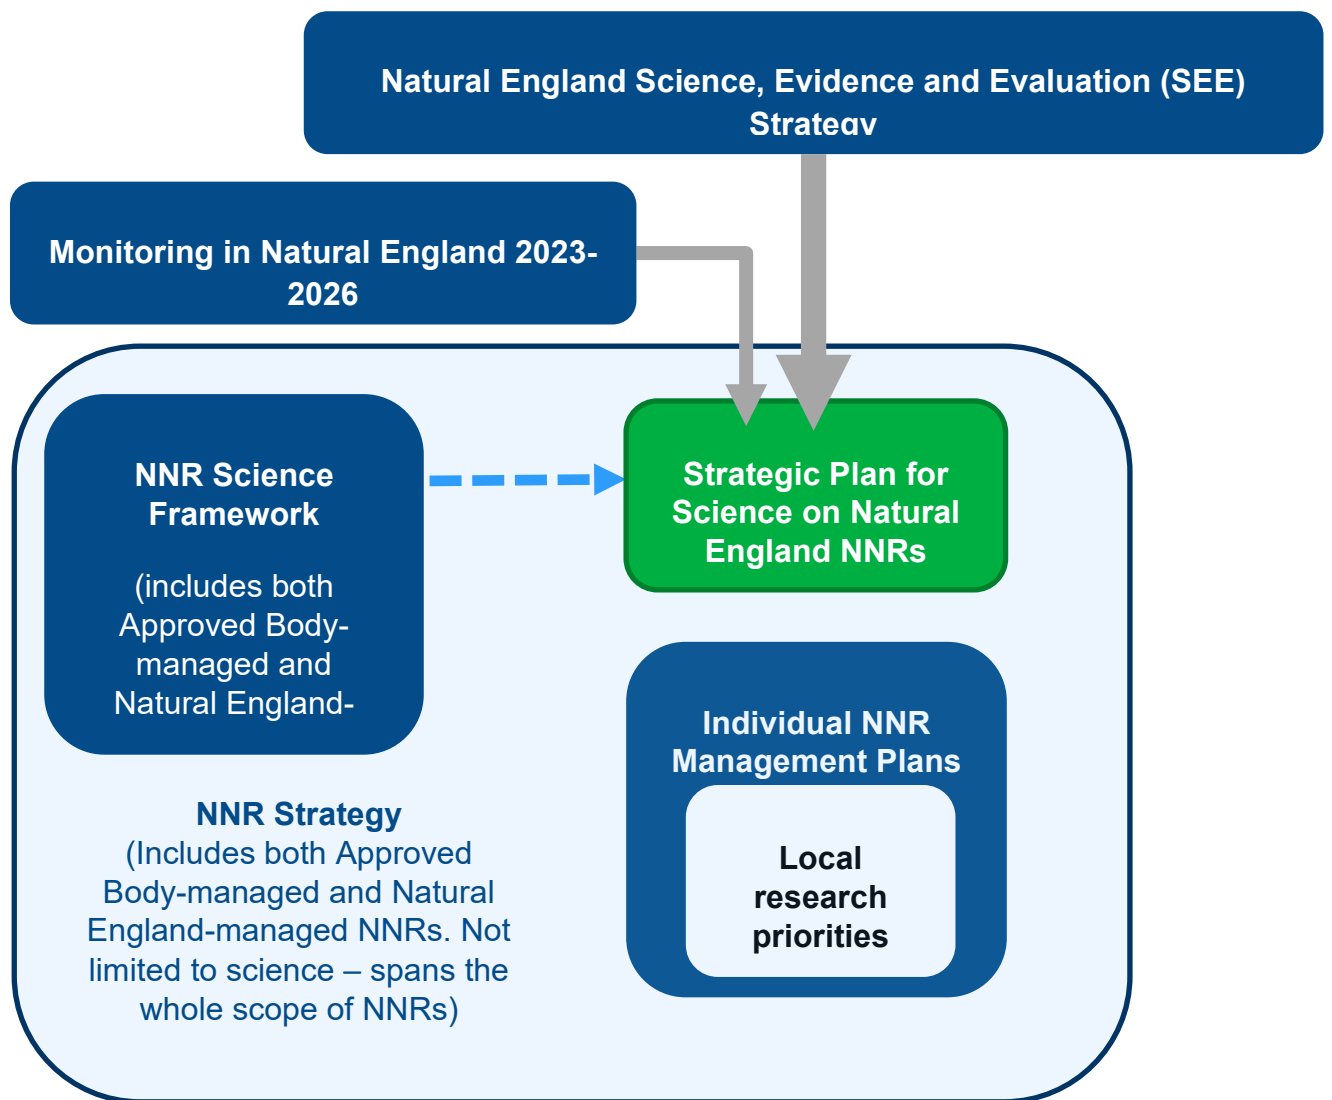 Natural England Science, Evidence and Evaluation (SEE)
Strategy
Monitoring in Natural England 2023-
2026
NNR Science
Framework
(includes both
Approved Body-
managed and
Natural England-
Strategic Plan for
Science on Natural
England NNRs
Individual NNR
Management Plans
Local
research
priorities
NNR Strategy
(Includes both Approved
Body-managed and Natural
England-managed NNRs. Not
limited to science – spans the
whole scope of NNRs)